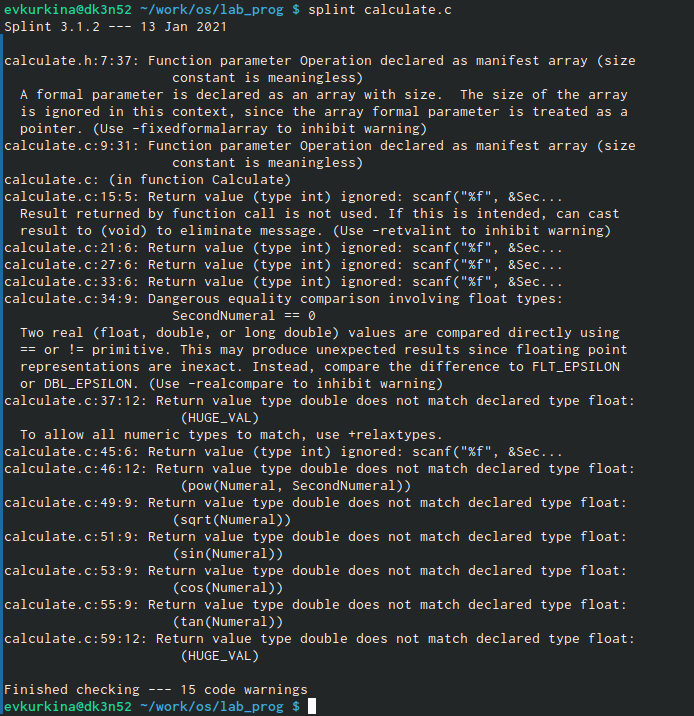 evkurkina@dk3n52 ~/work/os/lab_prog $ splint calculate.c
Splint 3.1.2 --- 13 Jan 2021

calculate.h:7:37: Function parameter Operation declared as manifest array (size
                     constant is meaningless)
  A formal parameter is declared as an array with size.  The size of the array
  is ignored in this context, since the array formal parameter is treated as a
  pointer. (Use -fixedformalarray to inhibit warning)
calculate.c:9:31: Function parameter Operation declared as manifest array (size
                     constant is meaningless)
calculate.c: (in function Calculate)
calculate.c:15:5: Return value (type int) ignored: scanf("%f", &Sec...
  Result returned by function call is not used. If this is intended, can cast
  result to (void) to eliminate message. (Use -retvalint to inhibit warning)
calculate.c:21:6: Return value (type int) ignored: scanf("%f", &Sec...
calculate.c:27:6: Return value (type int) ignored: scanf("%f", &Sec...
calculate.c:33:6: Return value (type int) ignored: scanf("%f", &Sec...
calculate.c:34:9: Dangerous equality comparison involving float types:
                     SecondNumeral == 0
  Two real (float, double, or long double) values are compared directly using
  == or != primitive. This may produce unexpected results since floating point
  representations are inexact. Instead, compare the difference to FLT_EPSILON
  or DBL_EPSILON. (Use -realcompare to inhibit warning)
calculate.c:37:12: Return value type double does not match declared type float:
                      (HUGE_VAL)
  To allow all numeric types to match, use +relaxtypes.
calculate.c:45:6: Return value (type int) ignored: scanf("%f", &Sec...
calculate.c:46:12: Return value type double does not match declared type float:
                      (pow(Numeral, SecondNumeral))
calculate.c:49:9: Return value type double does not match declared type float:
                     (sqrt(Numeral))
calculate.c:51:9: Return value type double does not match declared type float:
                     (sin(Numeral))
calculate.c:53:9: Return value type double does not match declared type float:
                     (cos(Numeral))
calculate.c:55:9: Return value type double does not match declared type float:
                     (tan(Numeral))
calculate.c:59:12: Return value type double does not match declared type float:
                      (HUGE_VAL)

Finished checking --- 15 code warnings
evkurkina@dk3n52 ~/work/os/lab_prog $